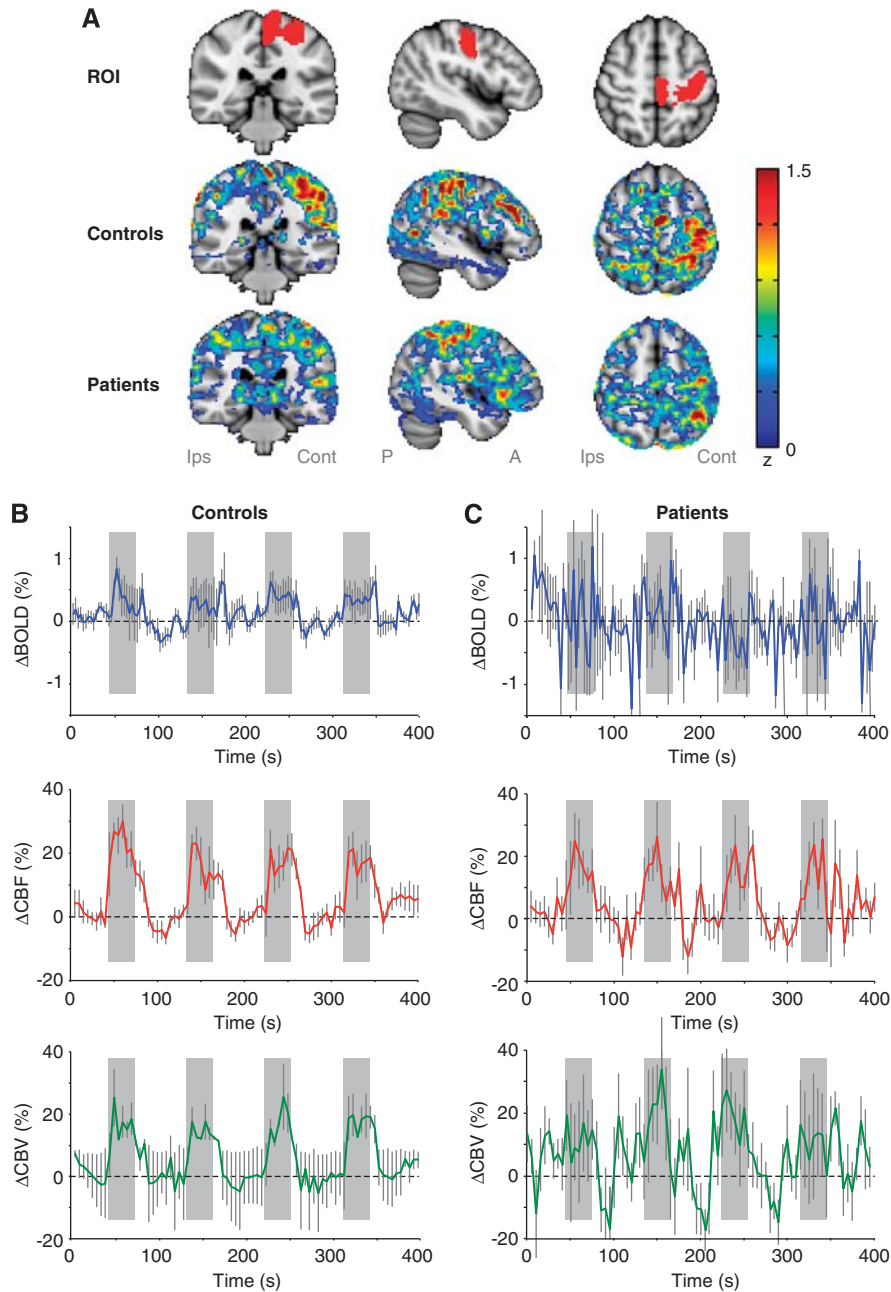 A
ROI
Controls
Patients
1.5
0
z
Ips Cont P A Ips Cont
B Controls
ΔBOLD (%)
1
0
-1
0 100 200 300 400
Time (s)
ΔCBF (%)
40
20
0
-20
0 100 200 300 400
Time (s)
ΔCBV (%)
40
20
0
-20
0 100 200 300 400
Time (s)
C Patients
ΔBOLD (%)
1
0
-1
0 100 200 300 400
Time (s)
ΔCBF (%)
40
20
0
-20
0 100 200 300 400
Time (s)
ΔCBV (%)
40
20
0
-20
0 100 200 300 400
Time (s)